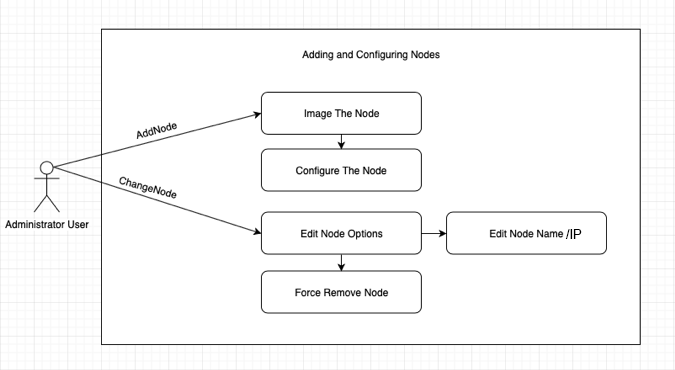 Adding and Configuring Nodes
AddNode
Image The Node
Configure The Node
Administrator User
ChangeNode
Edit Node Options
Edit Node Name /IP
Force Remove Node